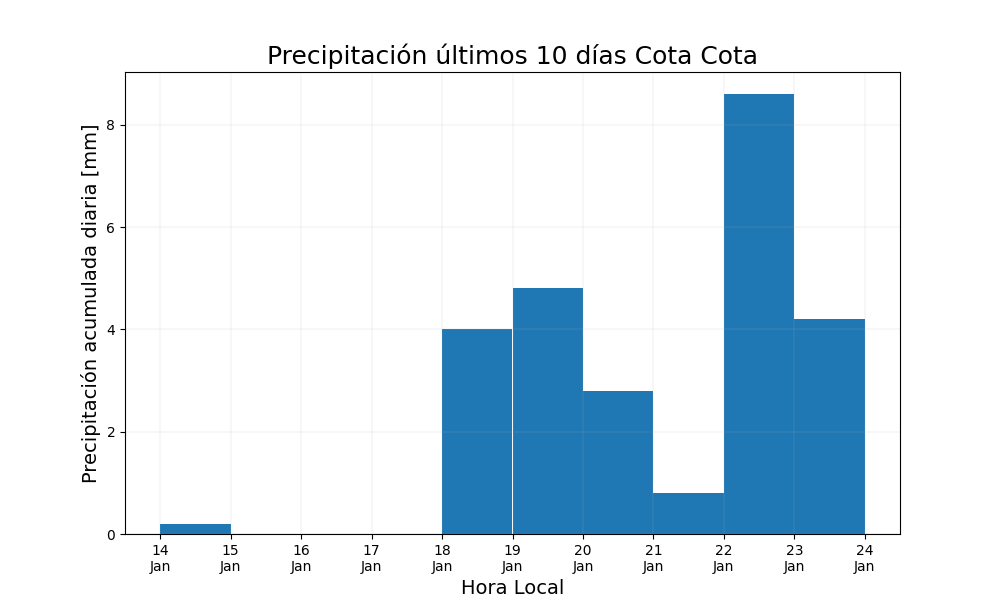 Precipitación últimos 10 días Cota Cota
Precipitación acumulada diaria [mm]
8
6
4
2
0
14 15 16 17 18 19 20 21 22 23 24
Jan Jan Jan Jan Jan Jan Jan Jan Jan Jan Jan
Hora Local